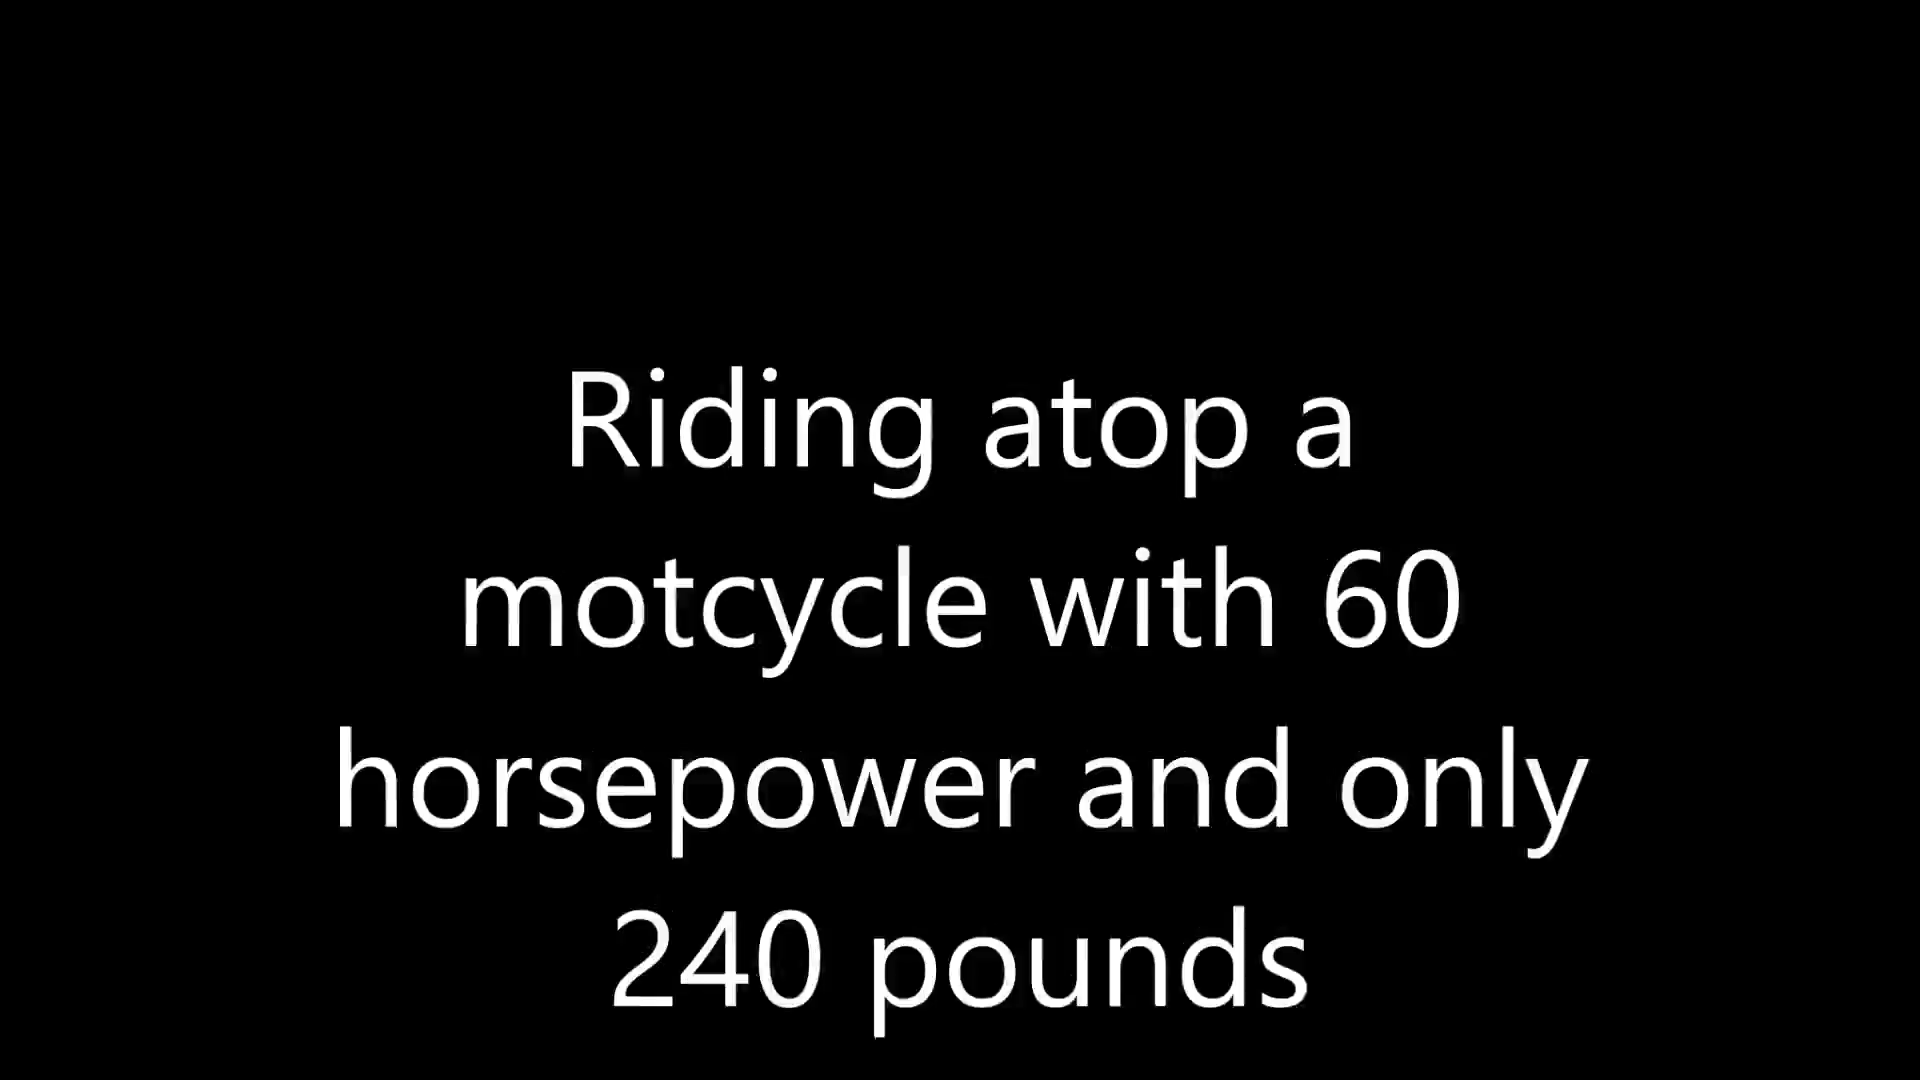 Riding atop a
motcycle with 60
horsepower and only
240 pounds